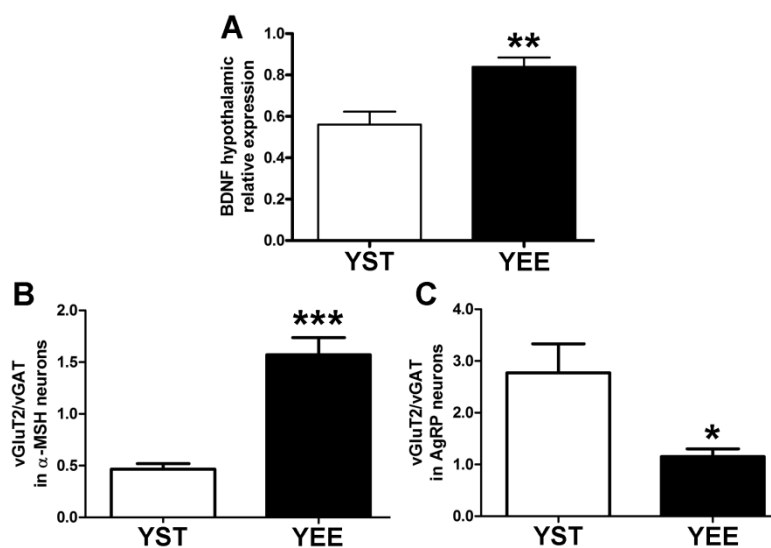 A
BDNF hypothalamic
relative expression
1.0
0.8
0.6
0.4
0.2
0.0
**
YST
YEE
B
vGluT2/vGAT
in α-MSH neurons
2.0
1.5
1.0
0.5
0.0
***
YST
YEE
C
vGluT2/vGAT
in AgRP neurons
4.0
3.0
2.0
1.0
0.0
*
YST
YEE